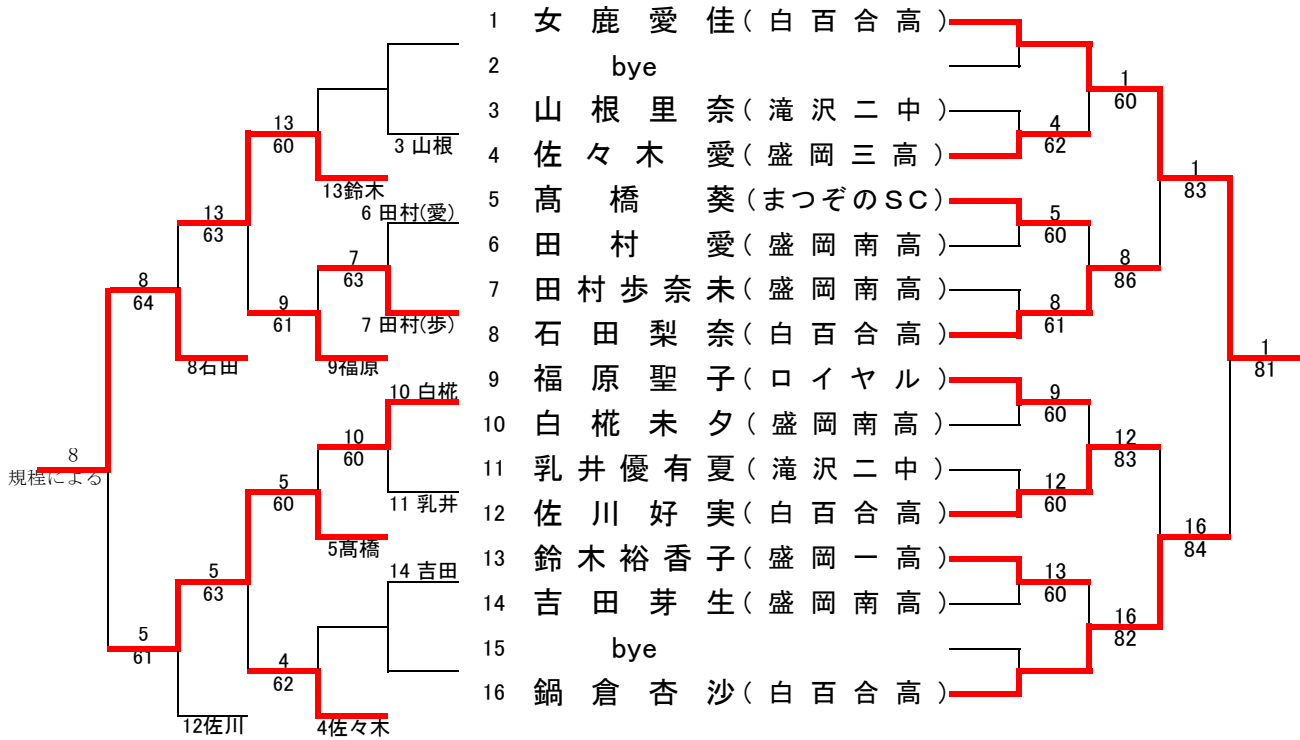 1 女鹿愛佳(白百合高)
2 bye
3 山根里奈(滝沢二中)
4 佐々木愛(盛岡三高)
5 髙橋葵(まつぞのSC)
6 田村愛(盛岡南高)
7 田村歩奈未(盛岡南高)
8 石田梨奈(白百合高)
9 福原聖子(ロイヤル)
10 白椛未夕(盛岡南高)
11 乳井優有夏(滝沢二中)
12 佐川好実(白百合高)
13 鈴木裕香子(盛岡一高)
14 吉田芽生(盛岡南高)
15 bye
16 鍋倉杏沙(白百合高)
3 山根
13鈴木
6 田村(愛)
7 田村(歩)
9福原
8石田
10 白椛
11 乳井
5髙橋
14 吉田
4佐々木
12佐川
13
60
7
63
13
63
9
61
8
64
10
60
5
60
5
63
4
62
5
61
8
規程による
4
62
5
60
8
61
9
60
12
60
13
60
1
60
8
86
12
83
16
82
1
83
16
84
1
81